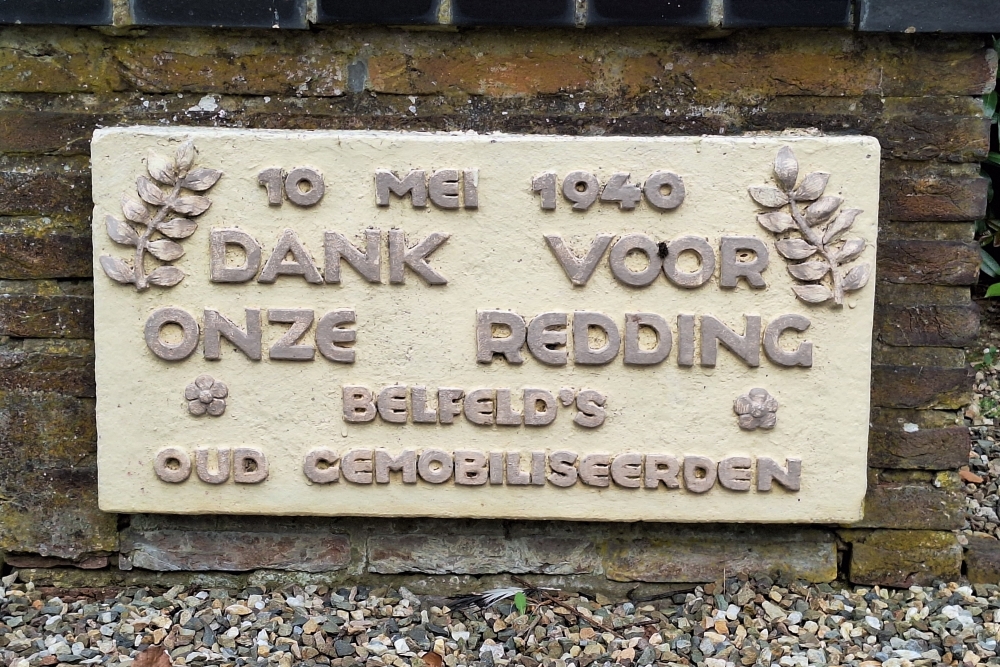 10 MEI 1940
DANK VOOR
ONZE REDDING
BELFELD'S
OUD GEMOBILISEERDEN